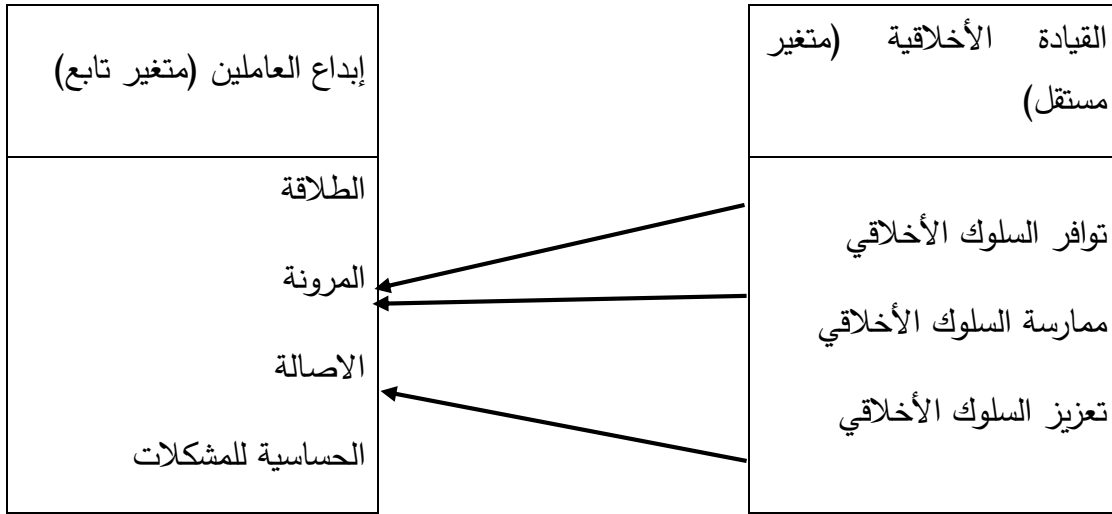 القيادة الأخلاقية (متغير
مستقل)
توافر السلوك الأخلاقي
ممارسة السلوك الأخلاقي
تعزيز السلوك الأخلاقي
إبداع العاملين (متغير تابع)
الطلاقة
المرونة
الاصالة
الحساسية للمشكلات